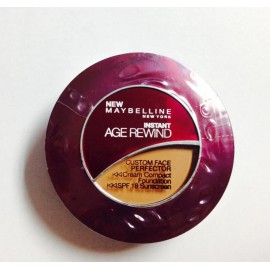 NEW
MAYBELLINE
NEW YORK
INSTANT
AGE REWIND
CUSTOM FACE
PERFECTOR
Cream Compact
Foundation
SPF 18 Sunscreen